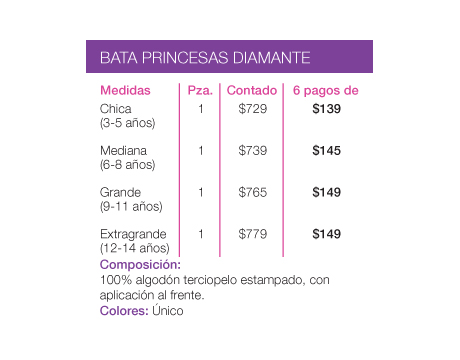 BATA PRINCESAS DIAMANTE
Medidas Pza. Contado 6 pagos de
Chica 1 $729 $139
(3-5 años)
Mediana 1 $739 $145
(6-8 años)
Grande 1 $765 $149
(9-11 años)
Extragrande 1 $779 $149
(12-14 años)
Composición:
100% algodón terciopelo estampado, con
aplicación al frente.
Colores: Único